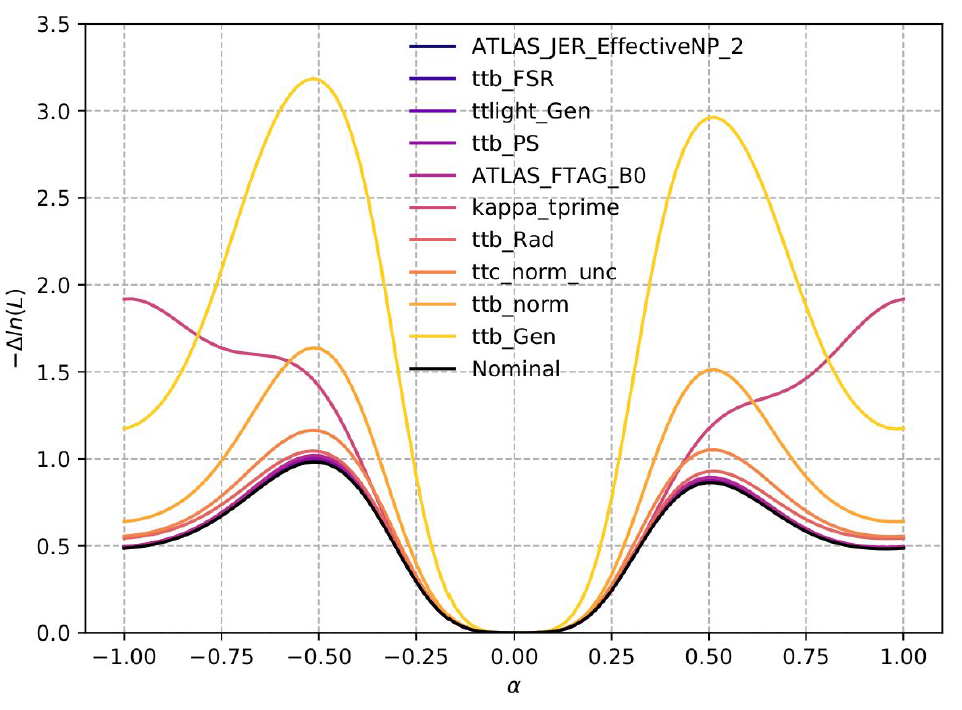 3.5
3.0
2.5
2.0
1.5
1.0
0.5
0.0
−Δln(L)
ATLAS_JER_EffectiveNP_2
ttb_FSR
ttlight_Gen
ttb_PS
ATLAS_FTAG_B0
kappa_tprime
ttb_Rad
ttc_norm_unc
ttb_norm
ttb_Gen
Nominal
−1.00 −0.75 −0.50 −0.25 0.00 0.25 0.50 0.75 1.00
α